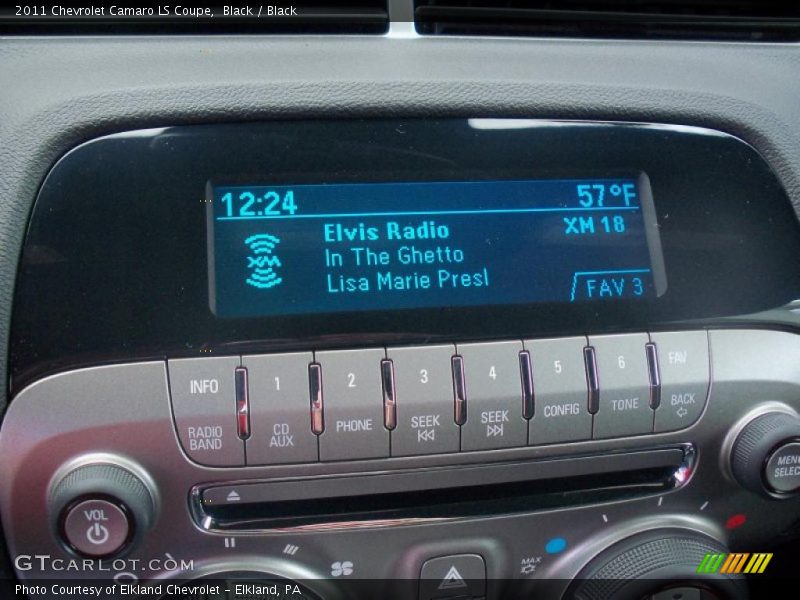 2011 Chevrolet Camaro LS Coupe,  Black / Black
12:24
57°F
Elvis Radio
XM 18
XM
In The Ghetto
Lisa Marie Presl
FAV 3
INFO
1
2
3
4
5
6
FAV
RADIO
BAND
CD
AUX
PHONE
SEEK
SEEK
CONFIG
TONE
BACK
VOL
MENU
SELEC
MAX
GTCARLOT.COM
Photo Courtesy of Elkland Chevrolet - Elkland, PA